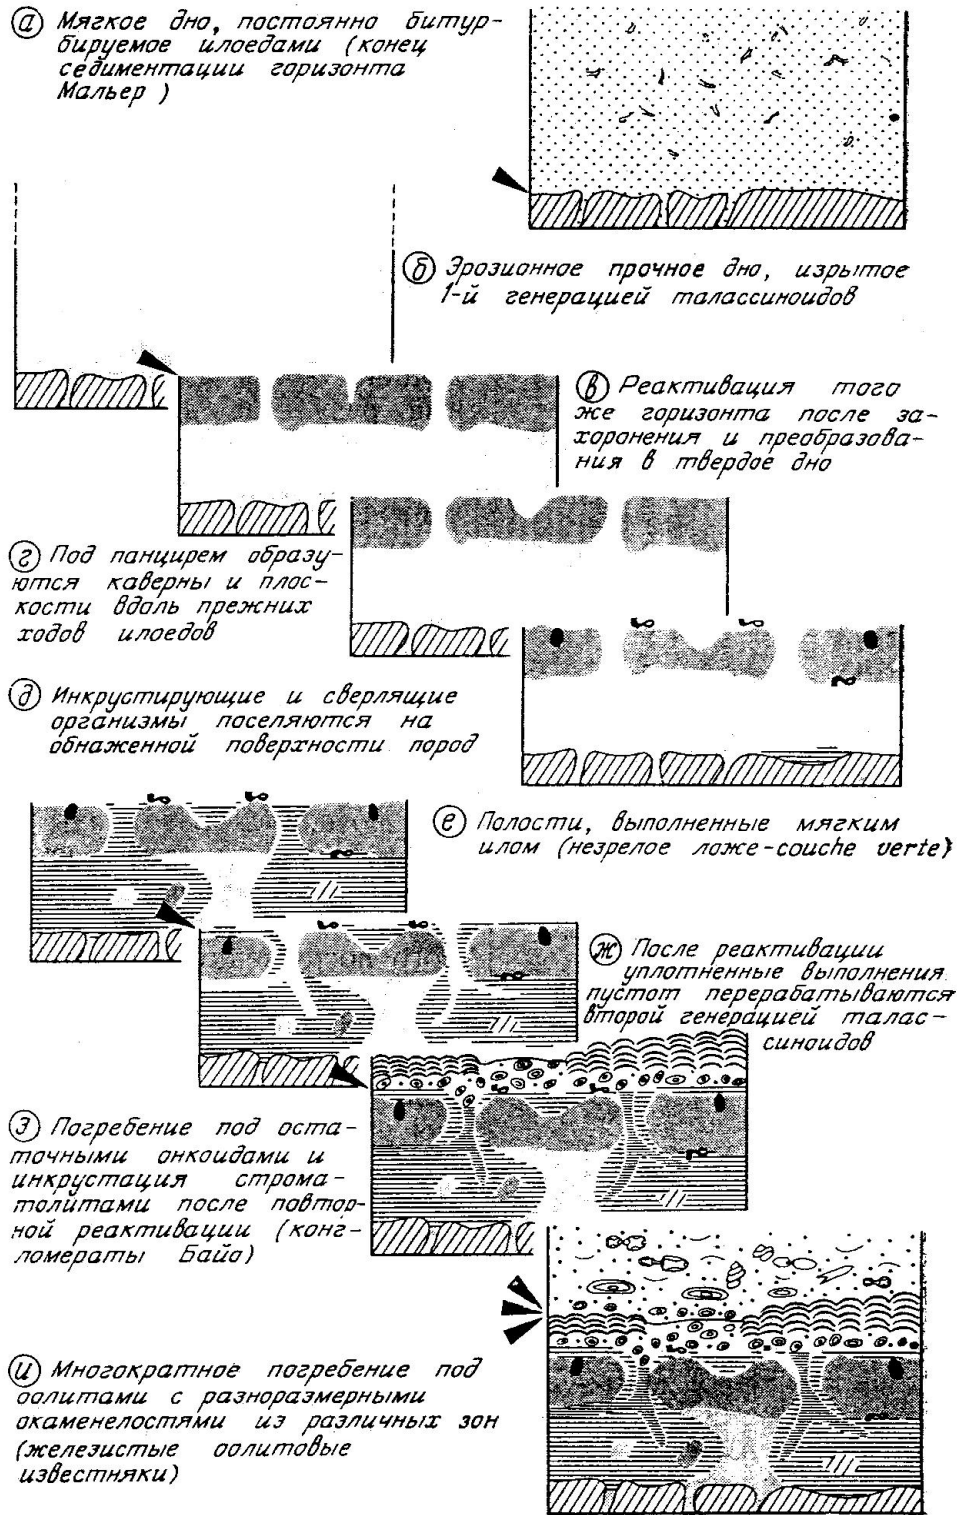 а Мягкое дно, постоянно битур-
бируемое илоедами (конец
седиментации горизонта
Мальер)
б Эрозионное прочное дно, изрытое
1-й генерацией талассиноидов
в Реактивация того
же горизонта после за-
хоронения и преобразова-
ния в твердое дно
г Под панцирем образу-
ются каверны и плос-
кости вдоль прежних
ходов илоедов
д Инкрустирующие и сверлящие
организмы поселяются на
обнаженной поверхности пород
е Полости, выполненные мягким
илом (незрелое ложе-couche verte)
ж После реактивации
уплотненные выполнения
пустот перерабатываются
второй генерацией талас-
синоидов
з Погребение под оста-
точными онкоидами и
инкрустация строма-
толитами после повтор-
ной реактивации (конг-
ломераты Байо)
и Многократное погребение под
оолитами с разноразмерными
окаменелостями из различных зон
(железистые оолитовые
известняки)